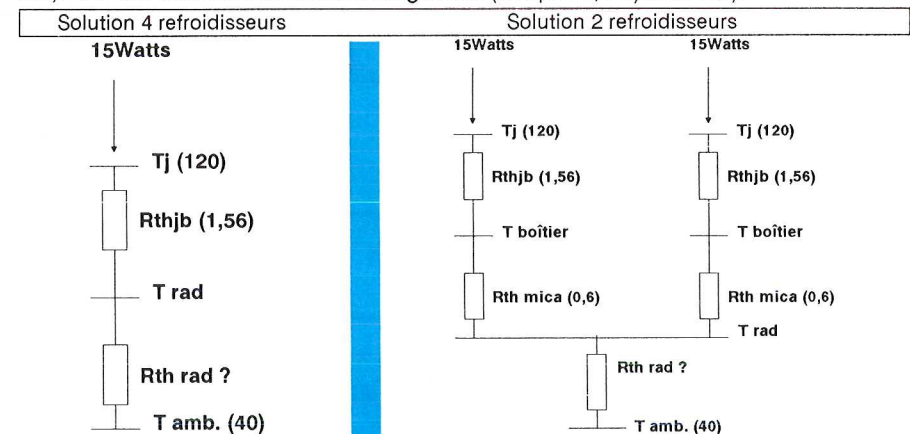 Solution 4 refroidisseurs
Solution 2 refroidisseurs
15Watts
Tj (120)
Rthjb (1,56)
T rad
Rth rad ?
T amb. (40)
15Watts
15Watts
Tj (120)
Tj (120)
Rthjb (1,56)
Rthjb (1,56)
T boîtier
T boîtier
Rth mica (0,6)
Rth mica (0,6)
T rad
Rth rad ?
T amb. (40)